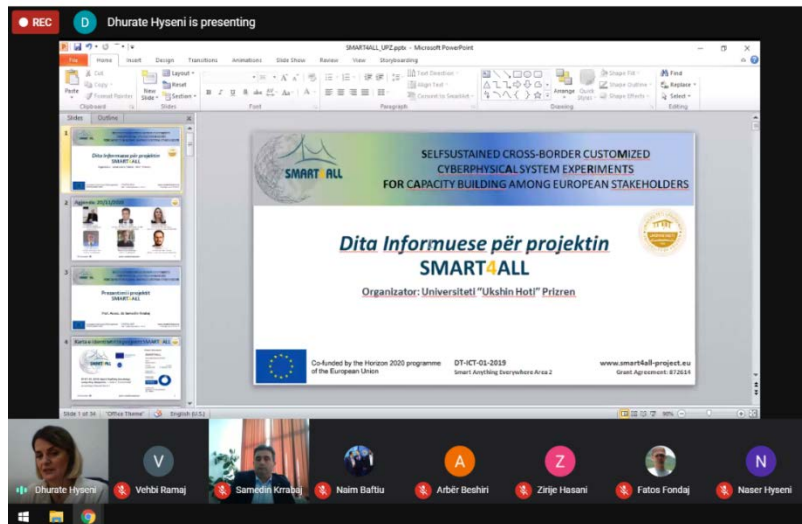 REC
D
Dhurate Hyseni is presenting
SMART4ALL_UPZ.pptx - Microsoft PowerPoint
File Home Insert Design Transitions Animations Slide Show Review View Storyboarding
Paste
Cut
Copy
Format Painter
Clipboard
New Slide
Layout
Reset
Section
Slides
Font
Text Direction
Align Text
Convert to SmartArt
Paragraph
Arrange
Quick Styles
Shape Fill
Shape Outline
Shape Effects
Drawing
Find
Replace
Select
Editing
Slides Outline
1
Dita Informuese për projektin
SMART4ALL
2
3
Prezantimi i projektit
SMART4ALL
4
SMART4ALL
SELFSUSTAINED CROSS-BORDER CUSTOMIZED
CYBERPHYSICAL SYSTEM EXPERIMENTS
FOR CAPACITY BUILDING AMONG EUROPEAN STAKEHOLDERS
Dita Informuese për projektin
SMART4ALL
Organizator: Universiteti "Ukshin Hoti" Prizren
Co-funded by the Horizon 2020 programme
of the European Union
DT-ICT-01-2019
Smart Anything Everywhere Area 2
www.smart4all-project.eu
Grant Agreement: 872614
Slide 1 of 34 "Office Theme" English (U.S.) 90%
V
A
Z
N
Dhurate Hyseni
Vehbi Ramaj
Samedin Krrabaj
Naim Baftiu
Arbër Beshiri
Zirije Hasani
Fatos Fondaj
Naser Hyseni